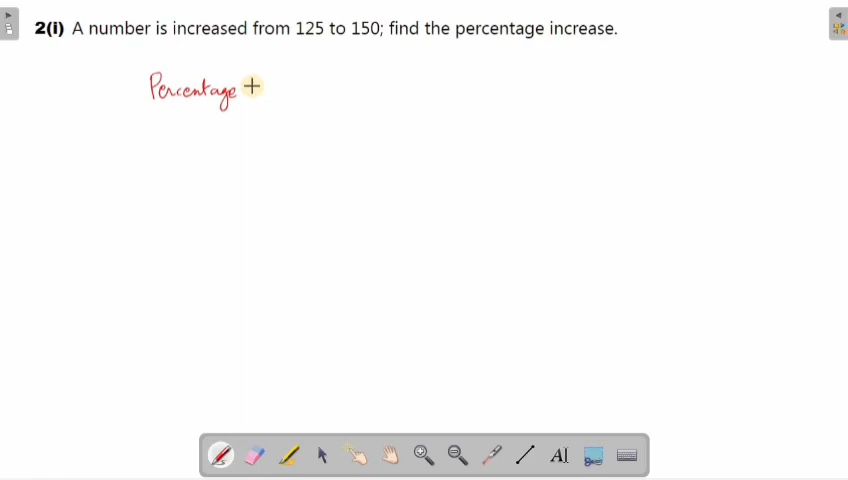 2(i) A number is increased from 125 to 150; find the percentage increase.
Percentage